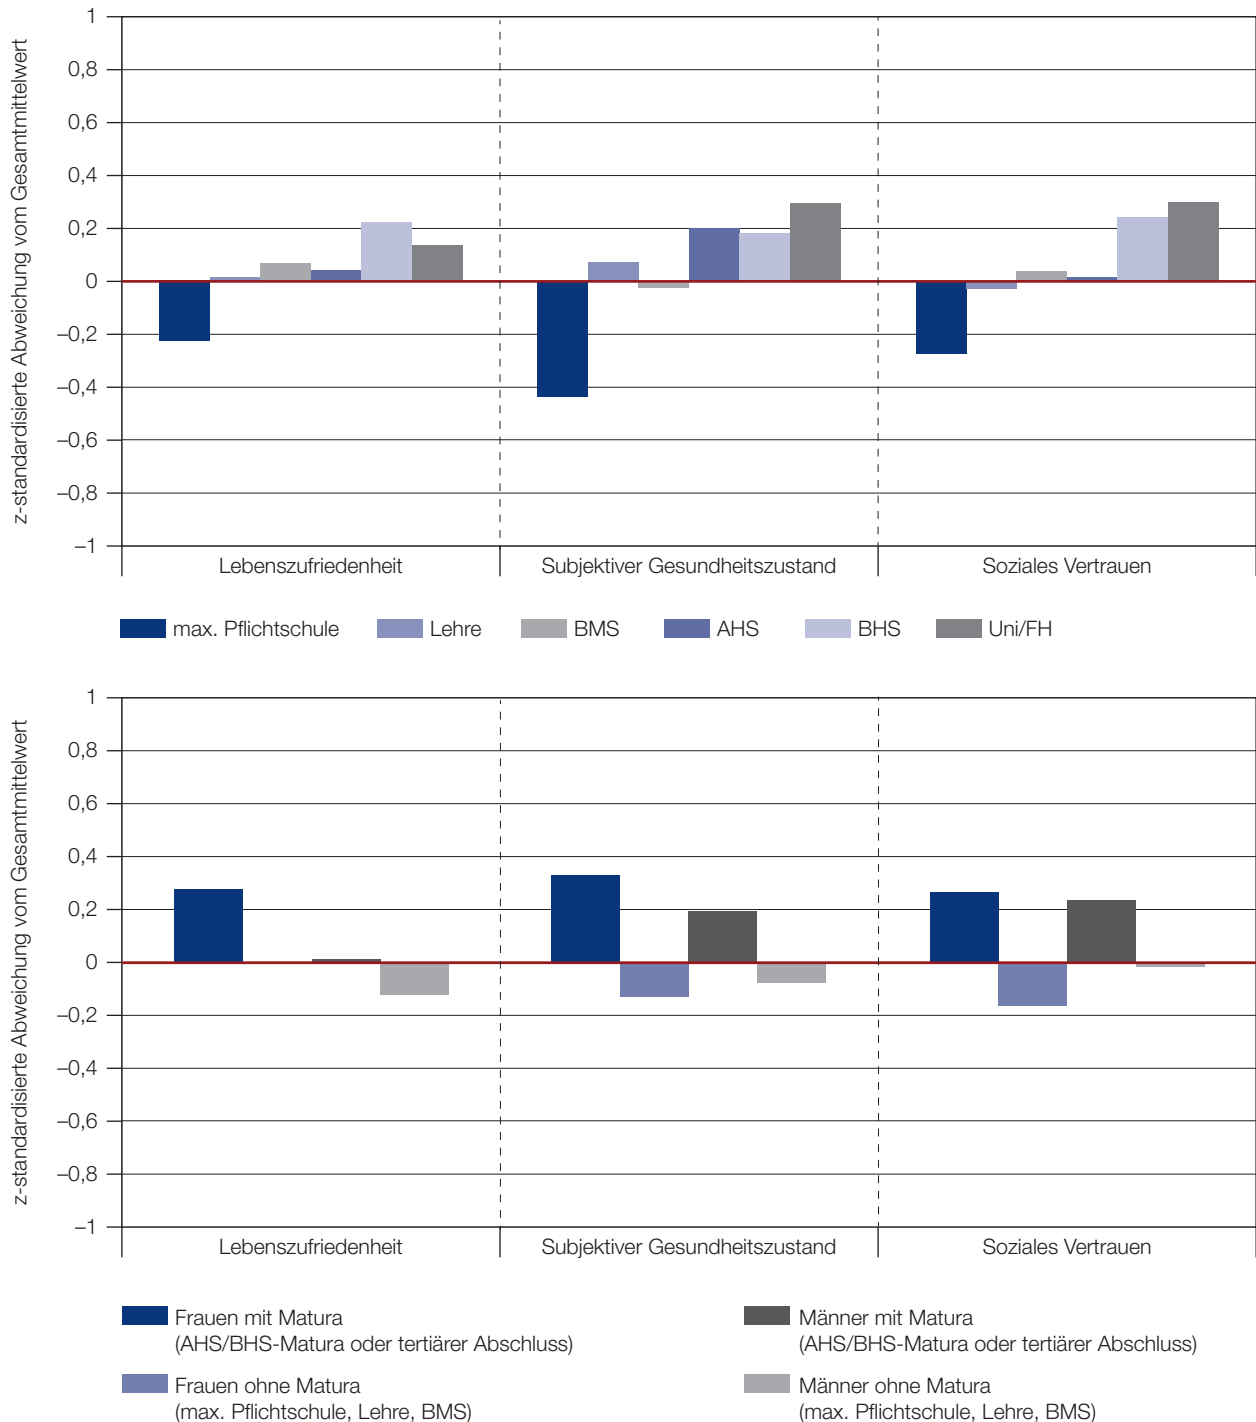 z-standardisierte Abweichung vom Gesamtmittelwert
1
0,8
0,6
0,4
0,2
0
–0,2
–0,4
–0,6
–0,8
–1
Lebenszufriedenheit
Subjektiver Gesundheitszustand
Soziales Vertrauen
max. Pflichtschule
Lehre
BMS
AHS
BHS
Uni/FH
z-standardisierte Abweichung vom Gesamtmittelwert
1
0,8
0,6
0,4
0,2
0
–0,2
–0,4
–0,6
–0,8
–1
Lebenszufriedenheit
Subjektiver Gesundheitszustand
Soziales Vertrauen
Frauen mit Matura
(AHS/BHS-Matura oder tertiärer Abschluss)
Frauen ohne Matura
(max. Pflichtschule, Lehre, BMS)
Männer mit Matura
(AHS/BHS-Matura oder tertiärer Abschluss)
Männer ohne Matura
(max. Pflichtschule, Lehre, BMS)